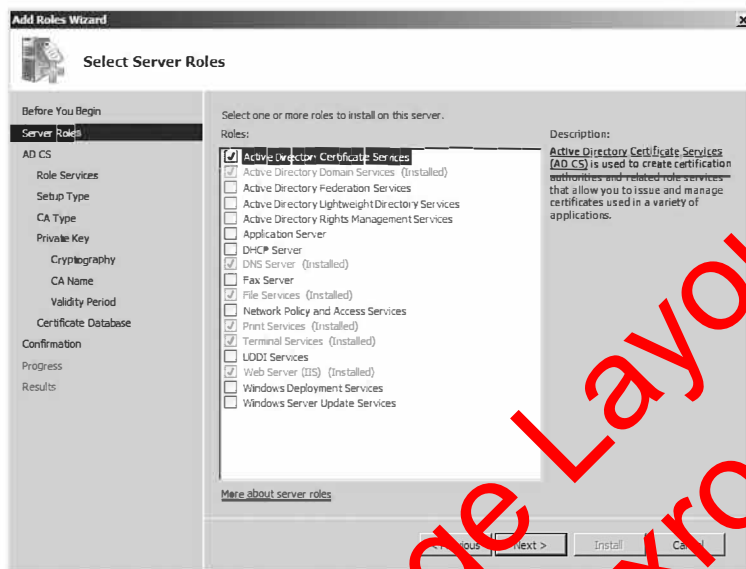 Add Roles Wizard
Select Server Roles
Before You Begin
Server Roles
AD CS
Role Services
Setup Type
CA Type
Private Key
Cryptography
CA Name
Validity Period
Certificate Database
Confirmation
Progress
Results
Select one or more roles to install on this server.
Roles:
Active Directory Certificate Services
Active Directory Domain Services (Installed)
Active Directory Federation Services
Active Directory Lightweight Directory Services
Active Directory Rights Management Services
Application Server
DHCP Server
DNS Server (Installed)
Fax Server
File Services (Installed)
Network Policy and Access Services
Print Services (Installed)
Terminal Services (Installed)
UDDI Services
Web Server (IIS) (Installed)
Windows Deployment Services
Windows Server Update Services
More about server roles
Description:
Active Directory Certificate Services
(AD CS) is used to create certification
authorities and related role services
that allow you to issue and manage
certificates used in a variety of
applications.
Next >
Install